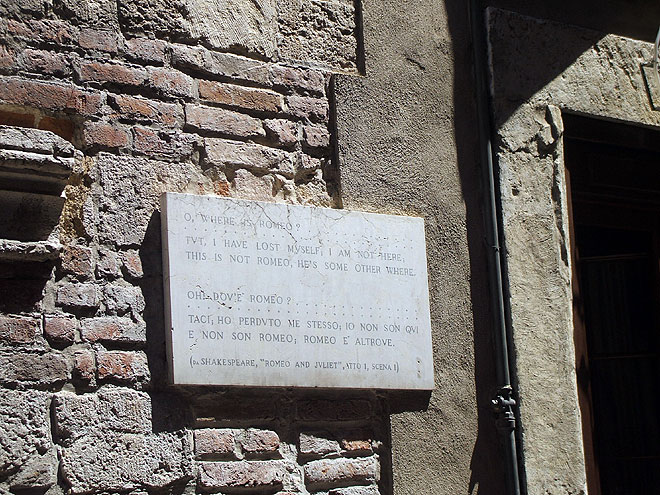 O, WHERE IS ROMEO?
. . . . . . . . . . . . . . . . . . . . . . . .
TVT, I HAVE LOST MYSELF; I AM NOT HERE;
THIS IS NOT ROMEO, HE'S SOME OTHER WHERE.
OH! DOV'E ROMEO?
. . . . . . . . . . . . . . . . . . . . . . . .
TACI; HO PERDVTO ME STESSO; IO NON SON QVI
E NON SON ROMEO; ROMEO E' ALTROVE.
(DA SHAKESPEARE, "ROMEO AND JVLIET", ATTO I, SCENA I)